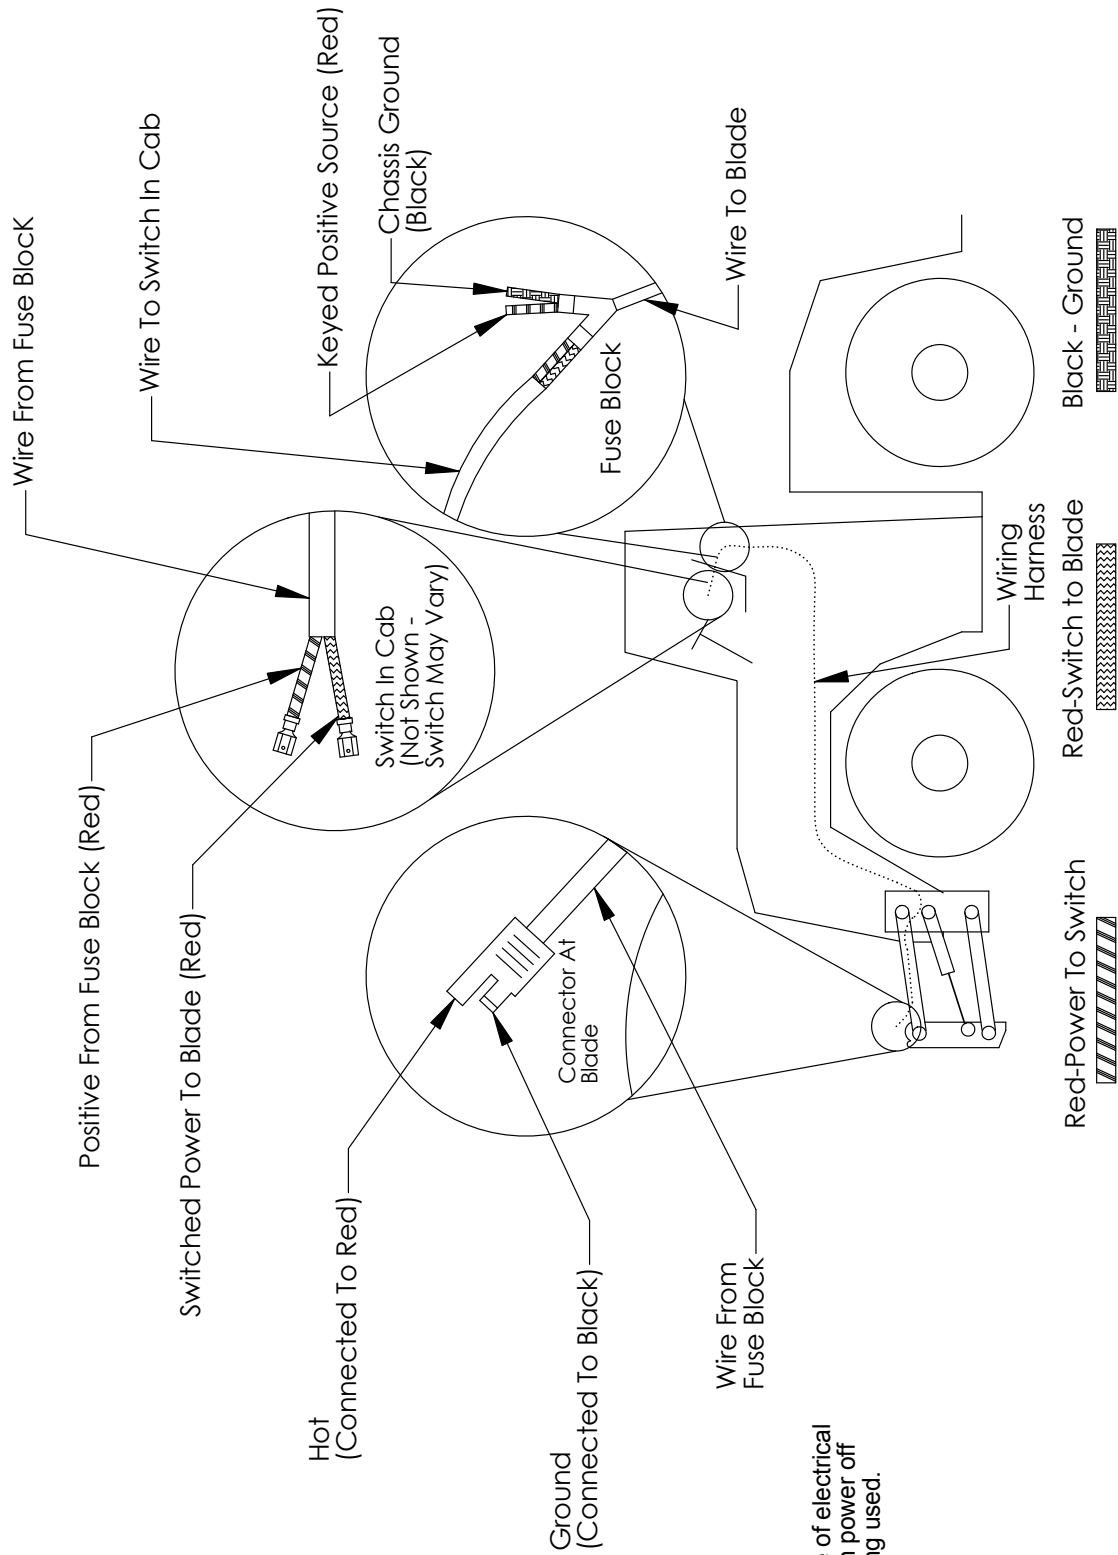 Wire From Fuse BlocK
Wire To Switch In Cab
Keyed Positive Source (Red)
Chassis Ground
(Black)
Wire To Blade
Fuse Block
Positive From Fuse Block (Red)
Switched Power To Blade (Red)
Switch In Cab
(Not Shown -
Switch May Vary)
Hot
(Connected To Red)
Ground
(Connected To Black)
Wire From
Fuse Block
Connector At
Blade
Wiring
Harness
Red-Power To Switch
Red-Switch to Blade
Black - Ground
of electrical
power off
used.